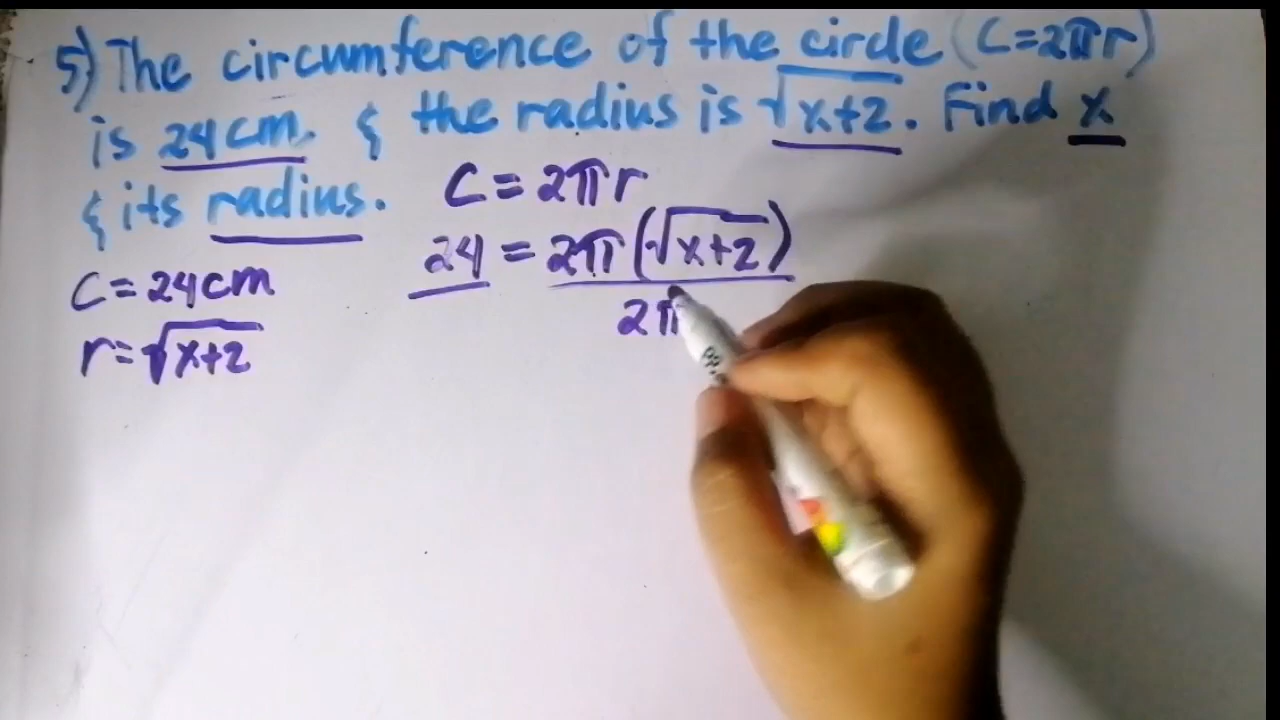 5) The circumference of the circle (C=2πr)
is 24cm. & the radius is √x+2. Find x
& its radius.
C = 2πr
24 = 2π(√x+2)
2π
C = 24cm
r = √x+2